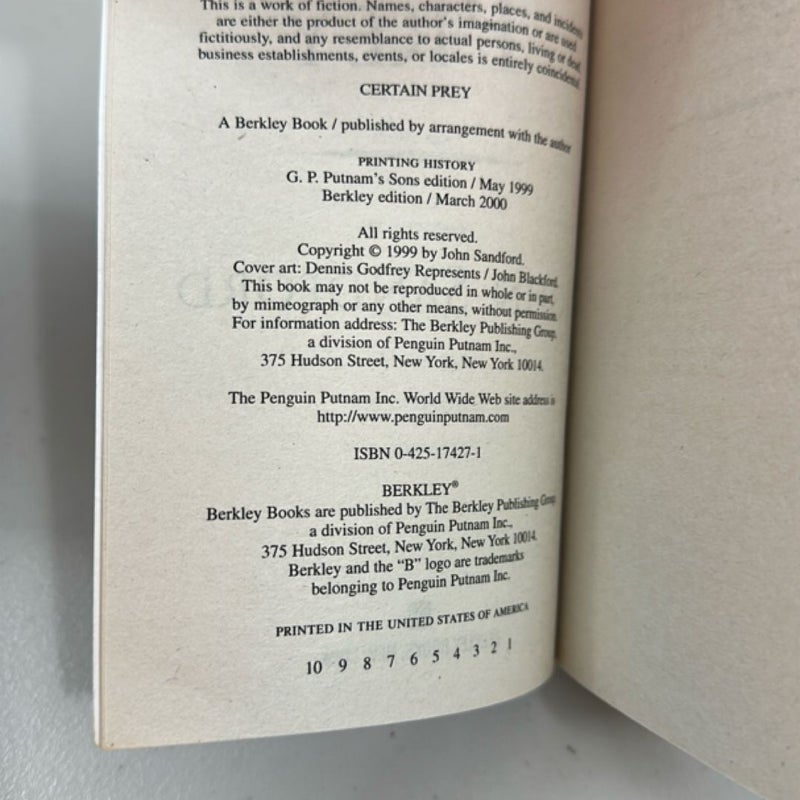 This is a work of fiction. Names, characters, places, and incidents
are either the product of the author's imagination or are used
fictitiously, and any resemblance to actual persons, living or dead,
business establishments, events, or locales is entirely coincidental.
CERTAIN PREY
A Berkley Book / published by arrangement with the author
PRINTING HISTORY
G. P. Putnam's Sons edition / May 1999
Berkley edition / March 2000
All rights reserved.
Copyright © 1999 by John Sandford.
Cover art: Dennis Godfrey Represents / John Blackford.
This book may not be reproduced in whole or in part,
by mimeograph or any other means, without permission.
For information address: The Berkley Publishing Group,
a division of Penguin Putnam Inc.,
375 Hudson Street, New York, New York 10014.
The Penguin Putnam Inc. World Wide Web site address is
http://www.penguinputnam.com
ISBN 0-425-17427-1
BERKLEY®
Berkley Books are published by The Berkley Publishing Group,
a division of Penguin Putnam Inc.,
375 Hudson Street, New York, New York 10014.
Berkley and the “B” logo are trademarks
belonging to Penguin Putnam Inc.
PRINTED IN THE UNITED STATES OF AMERICA
10 9 8 7 6 5 4 3 2 1